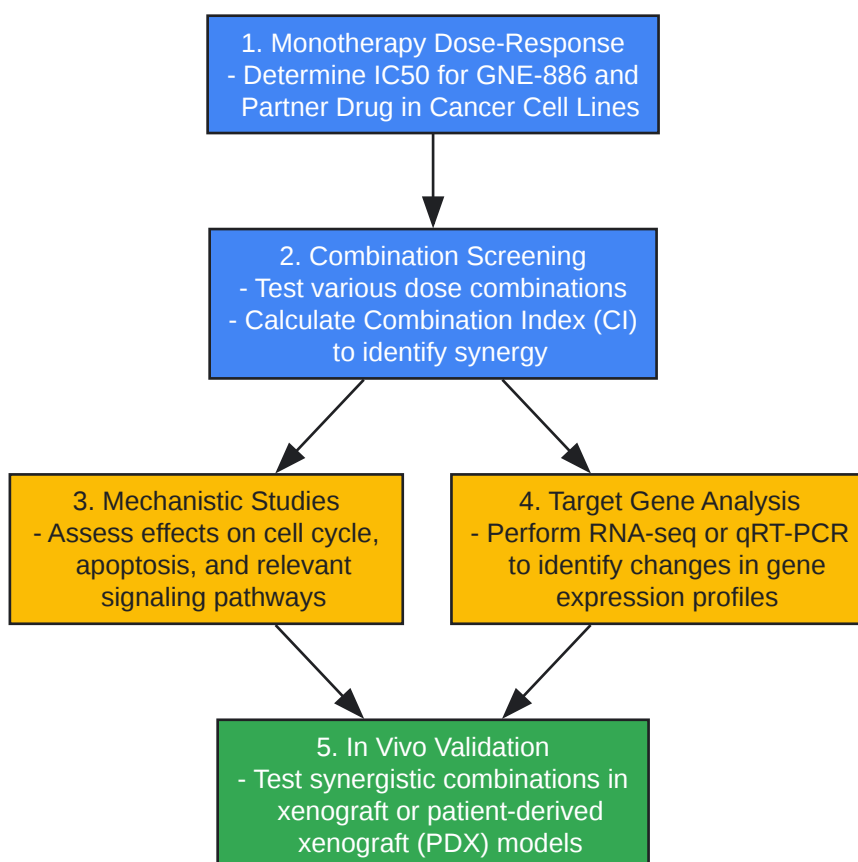 1. Monotherapy Dose-Response
- Determine IC50 for GNE-886 and
Partner Drug in Cancer Cell Lines
2. Combination Screening
- Test various dose combinations
- Calculate Combination Index (CI)
to identify synergy
3. Mechanistic Studies
- Assess effects on cell cycle,
apoptosis, and relevant
signaling pathways
4. Target Gene Analysis
- Perform RNA-seq or qRT-PCR
to identify changes in gene
expression profiles
5. In Vivo Validation
- Test synergistic combinations in
xenograft or patient-derived
xenograft (PDX) models